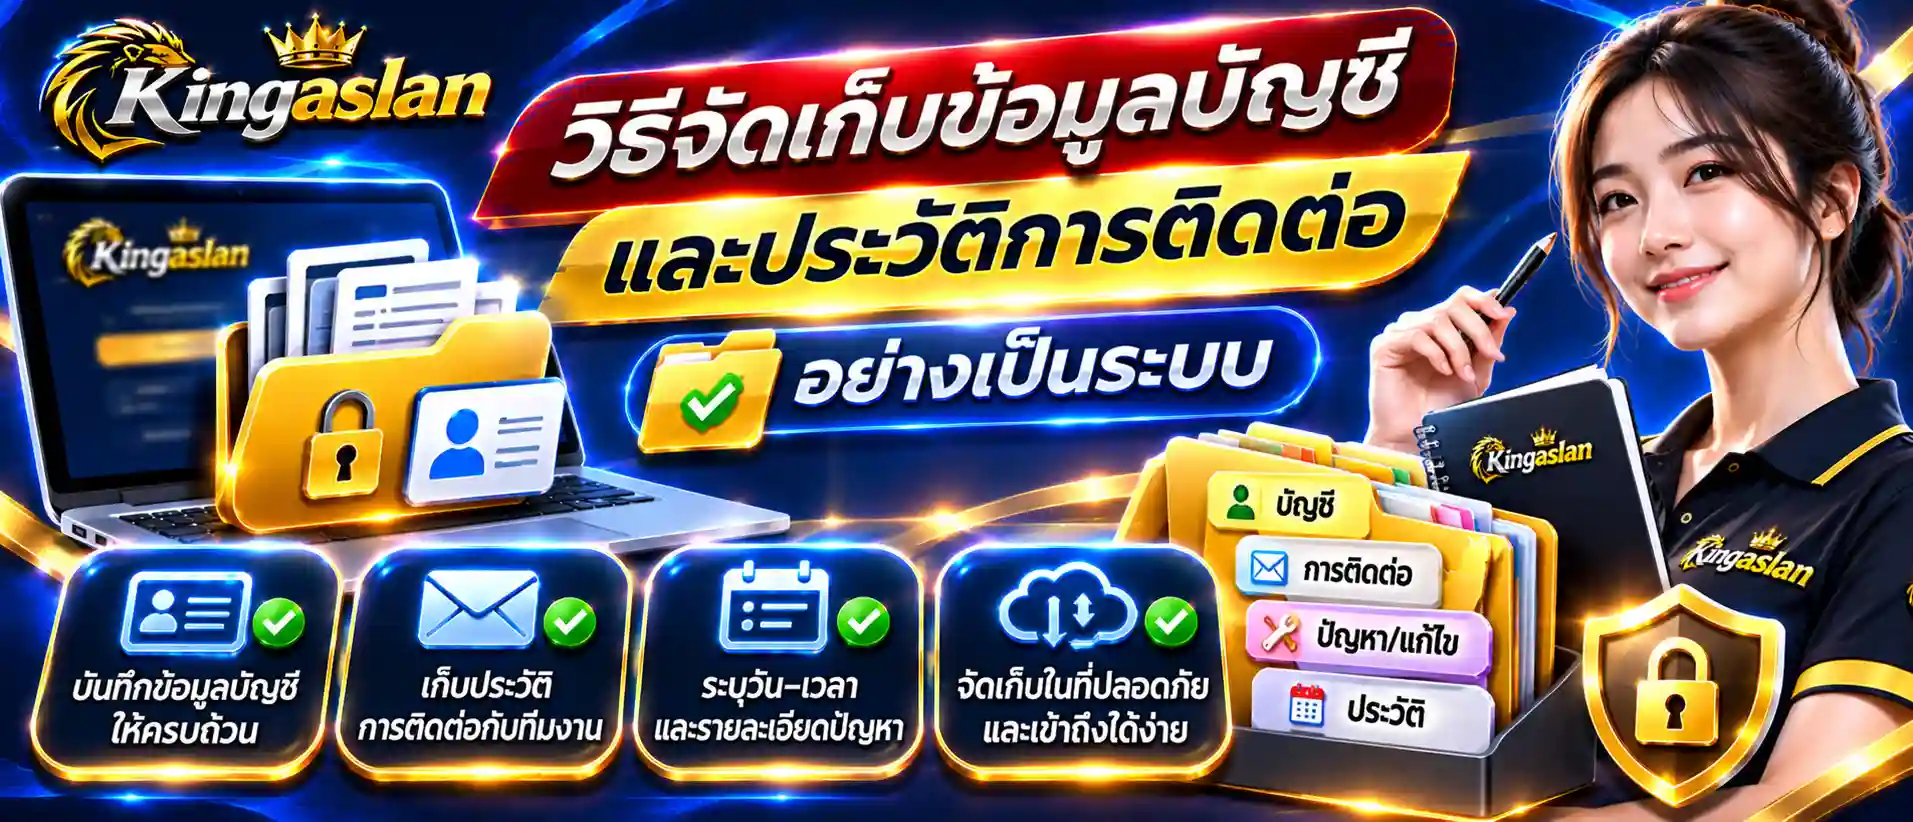 Kingaslan
วิธีจัดเก็บข้อมูลบัญชี
และประวัติการติดต่อ
อย่างเป็นระบบ
Kingaslan
Kingaslan
Kingaslan
บัญชี
การติดต่อ
ปัญหา/แก้ไข
ประวัติ
บันทึกข้อมูลบัญชี
ให้ครบถ้วน
เก็บประวัติ
การติดต่อกับทีมงาน
ระบุวัน-เวลา
และรายละเอียดปัญหา
จัดเก็บในที่ปลอดภัย
และเข้าถึงได้ง่าย